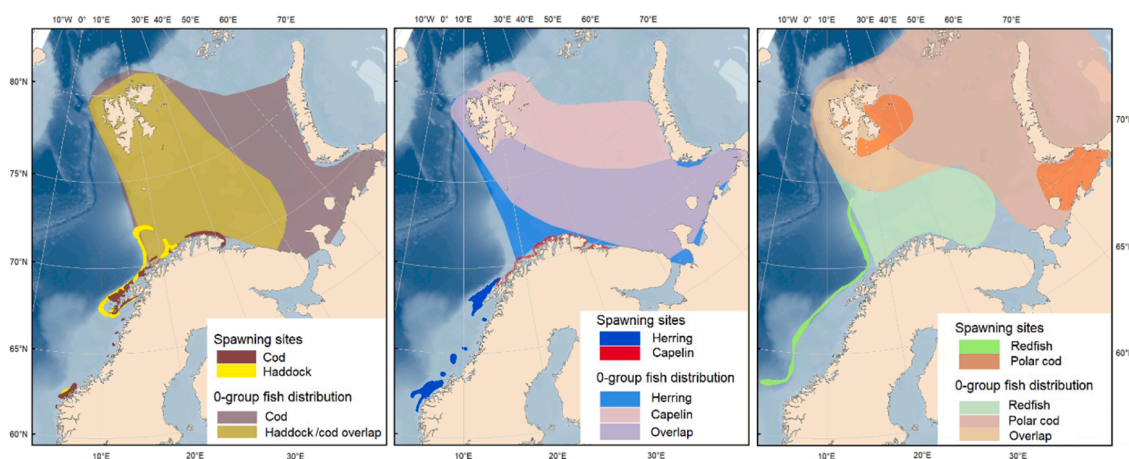 10°W 0° 10°E 20°E 30°E 40°E 50°E 60°E 70°E
80°N
75°N
70°N
65°N
60°N
10°E 20°E 30°E
Spawning sites
Cod
Haddock
0-group fish distribution
Cod
Haddock/cod overlap
10°W 0° 10°E 20°E 30°E 40°E 50°E 60°E 70°E
10°E 20°E 30°E
Spawning sites
Herring
Capelin
0-group fish distribution
Herring
Capelin
Overlap
10°W 0° 10°E 20°E 30°E 40°E 50°E 60°E 70°E
70°N
65°N
60°N
10°E 20°E 30°E
Spawning sites
Redfish
Polar cod
0-group fish distribution
Redfish
Polar cod
Overlap